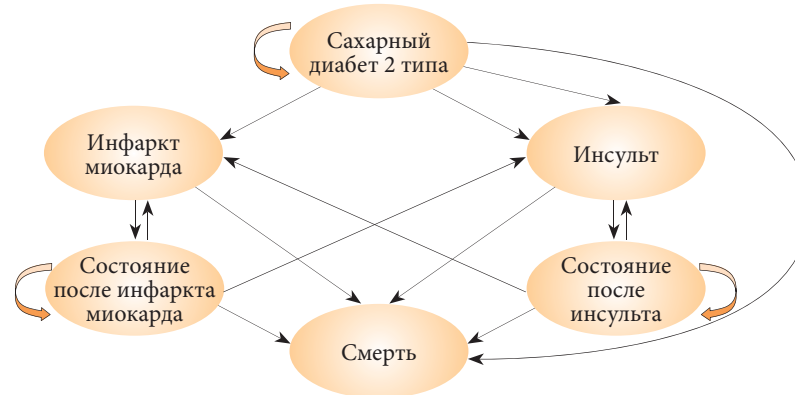 Сахарный
диабет 2 типа
Инфаркт
миокарда
Инсульт
Состояние
после инфаркта
миокарда
Состояние
после
инсульта
Смерть